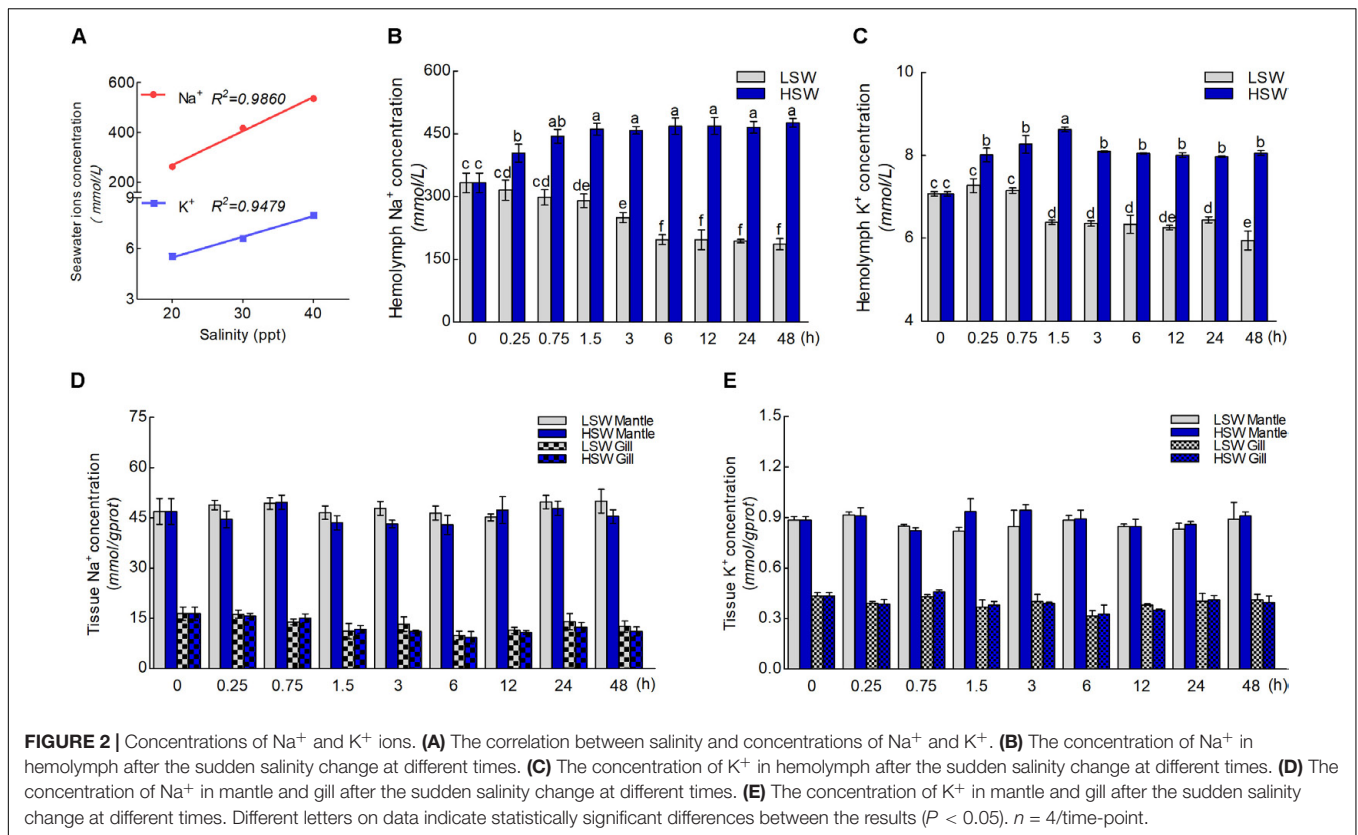 A
Seawater ions concentration
( mmol/L)
600
400
200
9
6
3
Na⁺ R²=0.9860
K⁺ R²=0.9479
20 30 40
Salinity (ppt)
B
Hemolymph Na⁺ concentration
(mmol/L)
600
450
300
150
0
LSW
HSW
c c cd b cd ab de a e a f a f a f a f a
0 0.25 0.75 1.5 3 6 12 24 48 (h)
C
Hemolymph K⁺ concentration
(mmol/L)
10
8
6
4
LSW
HSW
c c c b c b d a d b d b de b d b e b
0 0.25 0.75 1.5 3 6 12 24 48 (h)
D
Tissue Na⁺ concentration
(mmol/gprot)
75
60
45
30
15
0
LSW Mantle
HSW Mantle
LSW Gill
HSW Gill
0 0.25 0.75 1.5 3 6 12 24 48 (h)
E
Tissue K⁺ concentration
(mmol/gprot)
1.5
1.2
0.9
0.6
0.3
0.0
LSW Mantle
HSW Mantle
LSW Gill
HSW Gill
0 0.25 0.75 1.5 3 6 12 24 48 (h)
FIGURE 2 | Concentrations of Na⁺ and K⁺ ions. (A) The correlation between salinity and concentrations of Na⁺ and K⁺. (B) The concentration of Na⁺ in
hemolymph after the sudden salinity change at different times. (C) The concentration of K⁺ in hemolymph after the sudden salinity change at different times. (D) The
concentration of Na⁺ in mantle and gill after the sudden salinity change at different times. (E) The concentration of K⁺ in mantle and gill after the sudden salinity
change at different times. Different letters on data indicate statistically significant differences between the results (P < 0.05). n = 4/time-point.